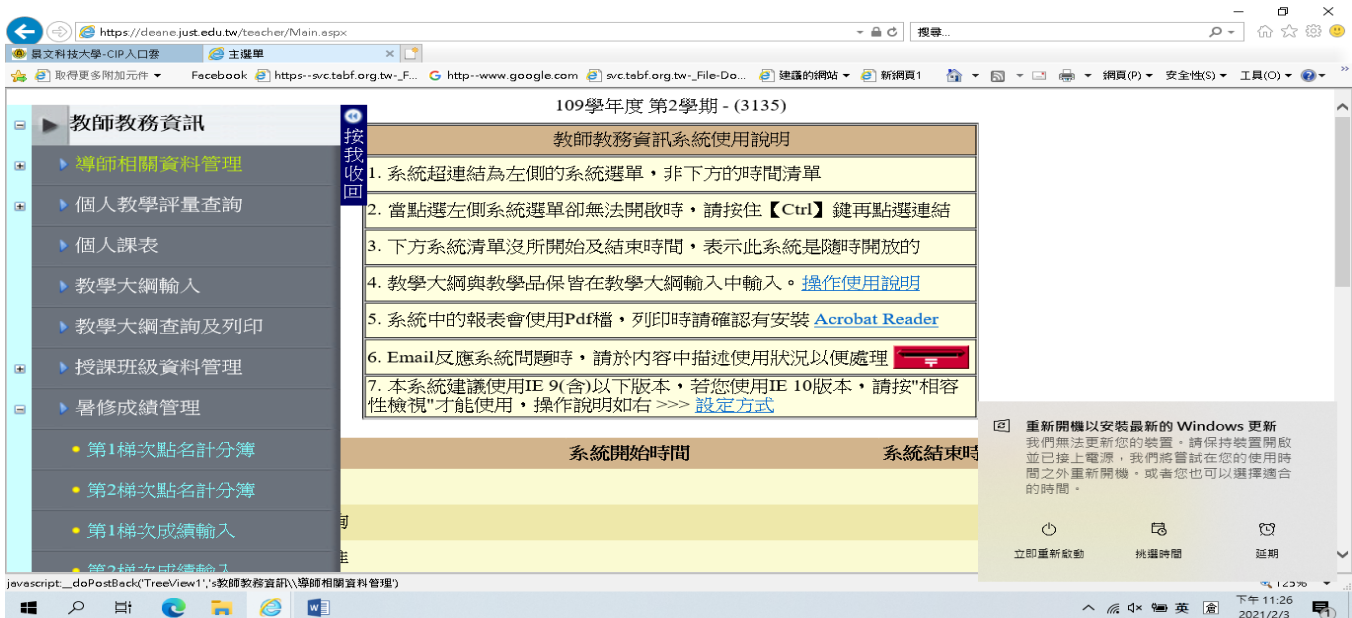 https://cleane.just.edu.tw/teacher/Main.aspx
搜尋...
景文科技大學-CIP入口雲
主選單
取得更多附加元件
Facebook
https--svc.tabf.org.tw-_F...
http--www.google.com
svc.tabf.org.tw-_File-Do...
建議的網站
新網頁1
網頁(P)
安全性(S)
工具(O)
教師教務資訊
導師相關資料管理
個人教學評量查詢
個人課表
教學大綱輸入
教學大綱查詢及列印
授課班級資料管理
暑修成績管理
第1梯次點名計分簿
第2梯次點名計分簿
第1梯次成績輸入
第2梯次成績輸入
按我收回
109學年度 第2學期 - (3135)
教師教務資訊系統使用說明
1. 系統超連結為左側的系統選單，非下方的時間清單
2. 當點選左側系統選單卻無法開啟時，請按住【Ctrl】鍵再點選連結
3. 下方系統清單沒所開始及結束時間，表示此系統是隨時開放的
4. 教學大綱與教學品保皆在教學大綱輸入中輸入。操作使用說明
5. 系統中的報表會使用Pdf檔，列印時請確認有安裝 Acrobat Reader
6. Email反應系統問題時，請於內容中描述使用狀況以便處理
7. 本系統建議使用IE 9(含)以下版本，若您使用IE 10版本，請按"相容
性檢視"才能使用，操作說明如右 >>> 設定方式
系統開始時間
系統結束時
重新開機以安裝最新的 Windows 更新
我們無法更新您的裝置。請保持裝置開啟
並已接上電源，我們將嘗試在您的使用時
間之外重新開機。或者您也可以選擇適合
的時間。
立即重新啟動
挑選時間
延期
javascript:__doPostBack('TreeView1','s教師教務資訊\\導師相關資料管理')
125%
英
倉
下午 11:26
2021/2/3